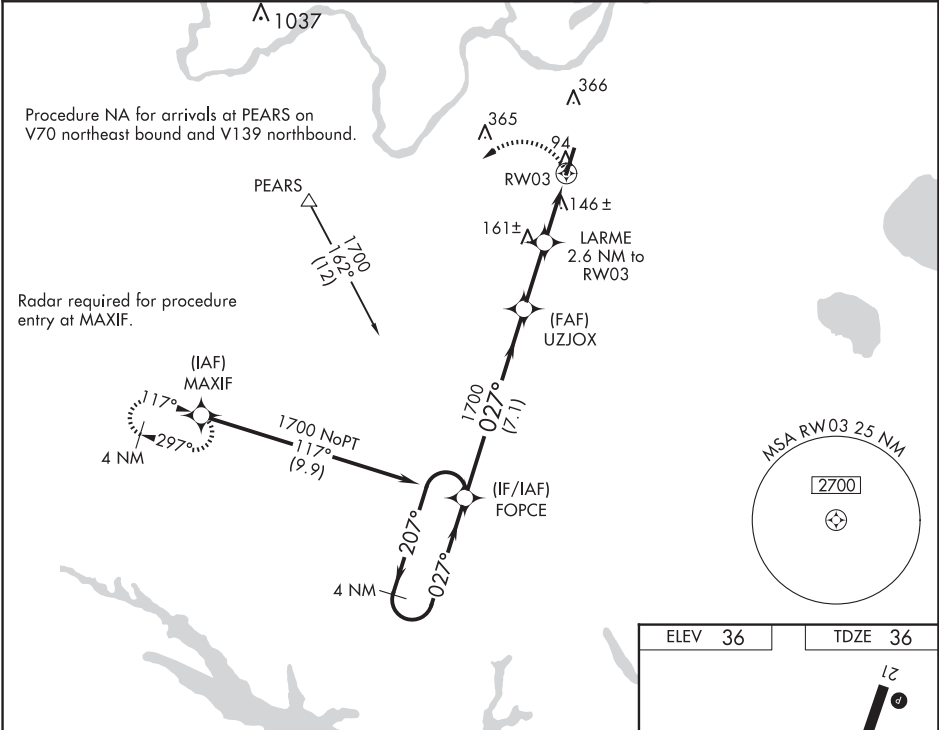 1037
Procedure NA for arrivals at PEARS on
V70 northeast bound and V139 northbound.
366
365
94
RW03
PEARS
146±
161±
LARME
2.6 NM to
RW03
1700
162°
(12)
Radar required for procedure
entry at MAXIF.
(FAF)
UZJOX
(IAF)
MAXIF
117°
297°
4 NM
1700 NoPT
117°
(9.9)
1700
027°
(7.1)
MSA RW03 25 NM
2700
(IF/IAF)
FOPCE
207°
027°
4 NM
ELEV 36
TDZE 36
21
P